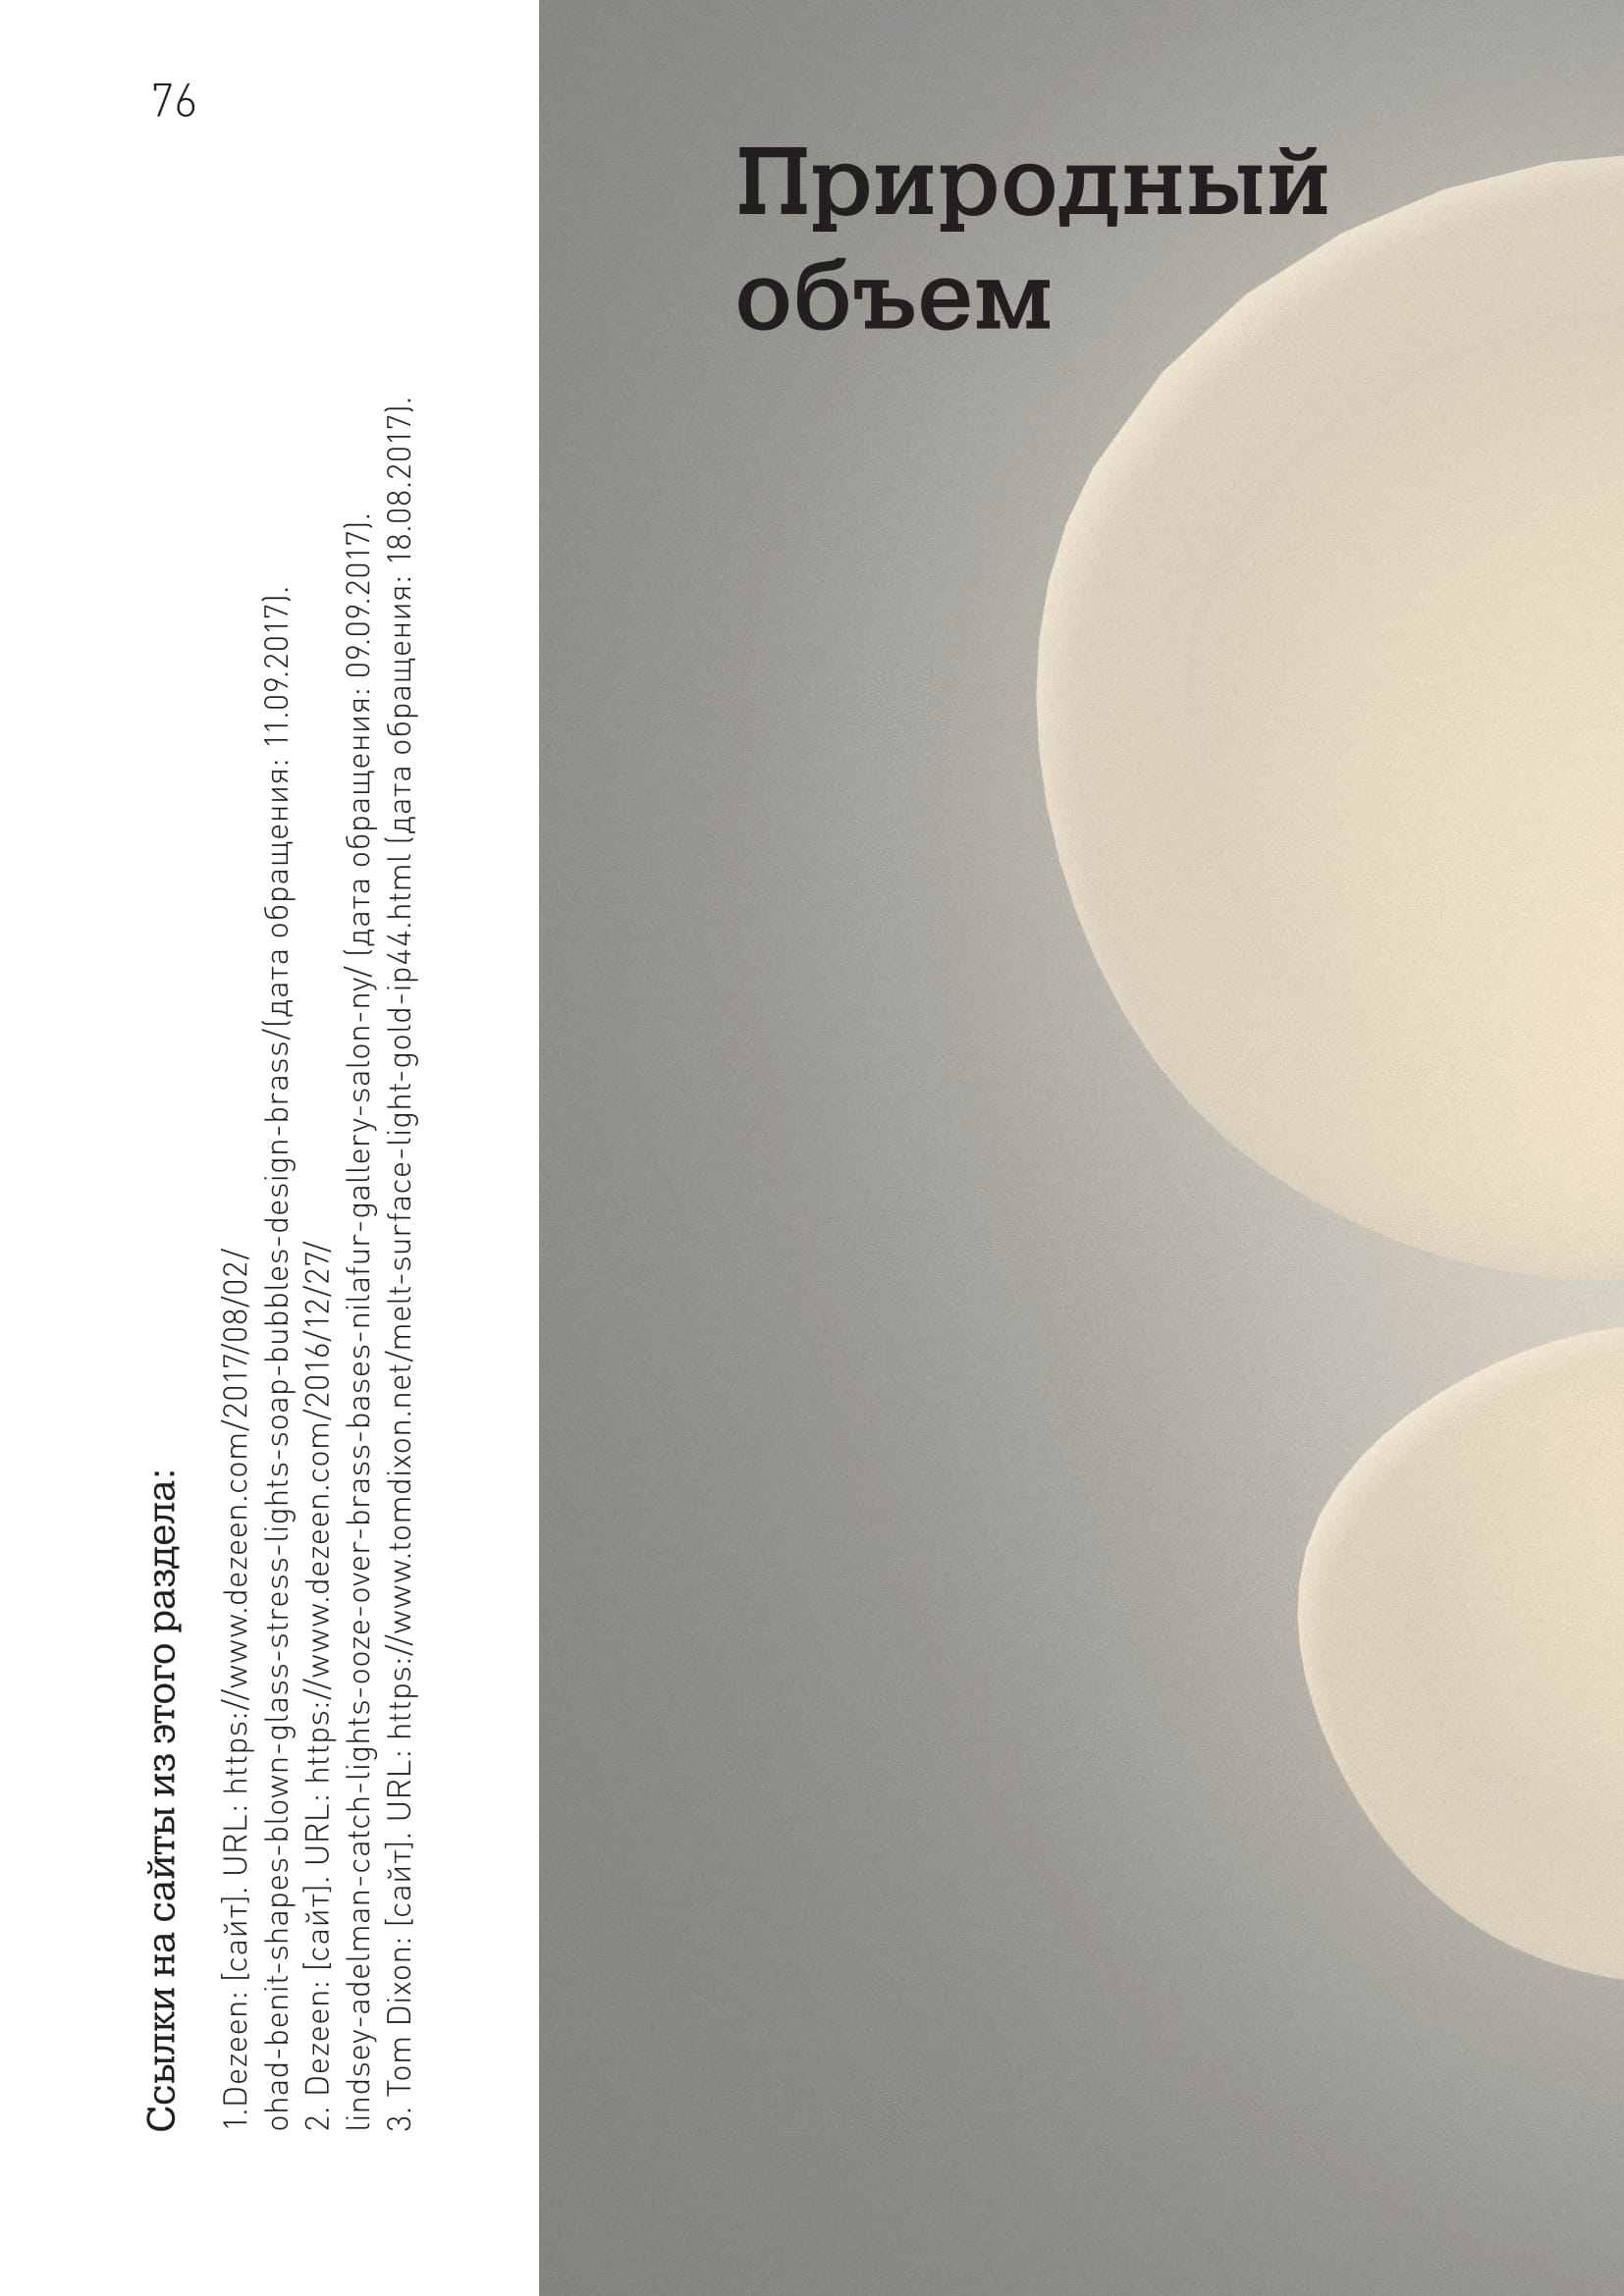 76
Природный
объем
Ссылки на сайты из этого раздела:
1.Dezeen: [сайт]. URL: https://www.dezeen.com/2017/08/02/
ohad-benit-shapes-blown-glass-stress-lights-soap-bubbles-design-brass/(дата обращения: 11.09.2017).
2. Dezeen: [сайт]. URL: https://www.dezeen.com/2016/12/27/
lindsey-adelman-catch-lights-ooze-over-brass-bases-nilafur-gallery-salon-ny/ (дата обращения: 09.09.2017).
3. Tom Dixon: [сайт]. URL: https://www.tomdixon.net/melt-surface-light-gold-ip44.html (дата обращения: 18.08.2017).